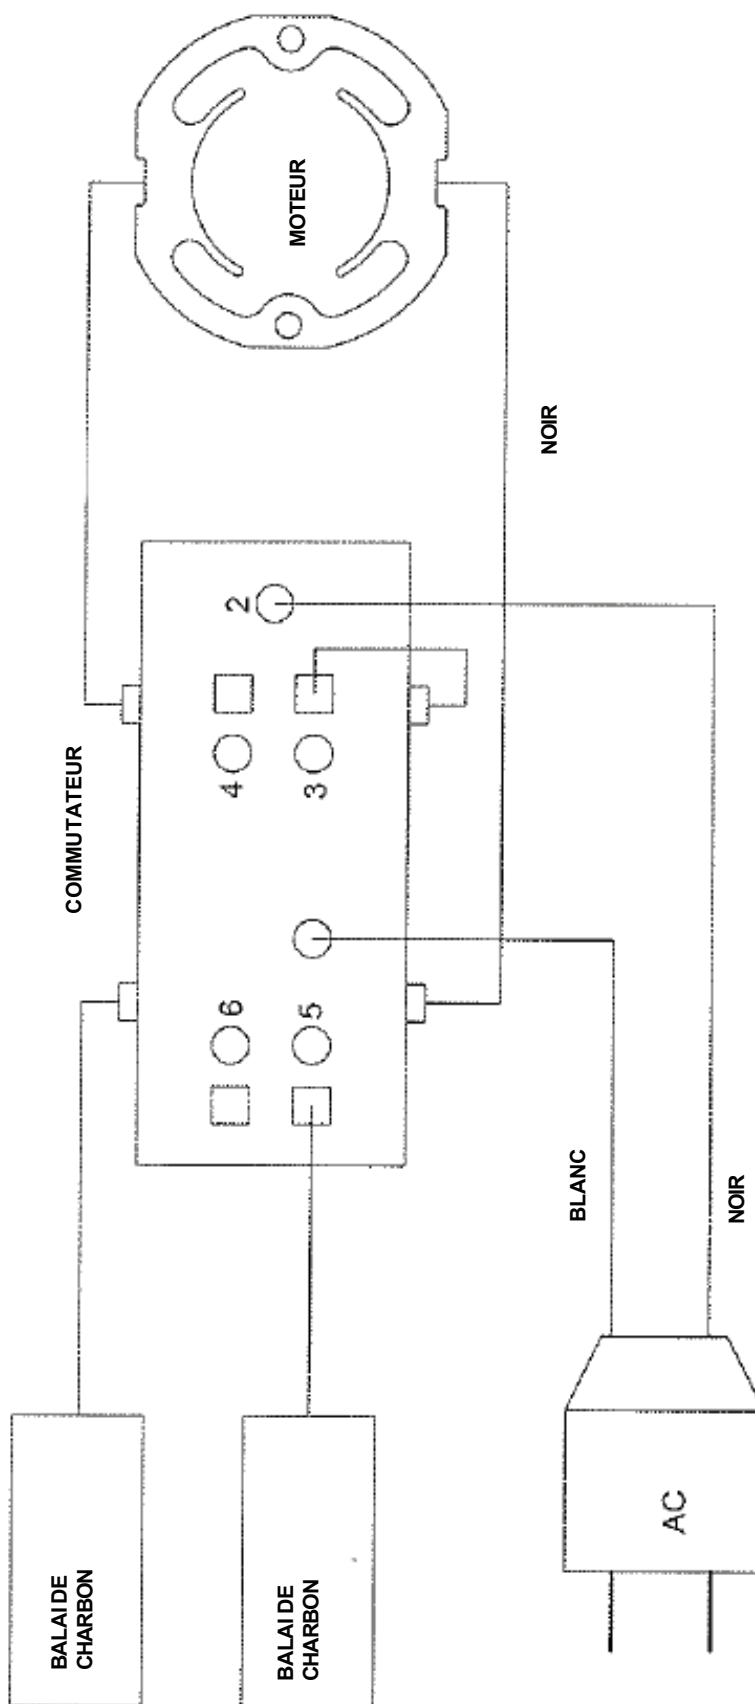 MOTEUR
NOIR
COMMUTATEUR
2
4
3
6
5
BLANC
NOIR
BALAI DE
CHARBON
BALAI DE
CHARBON
AC